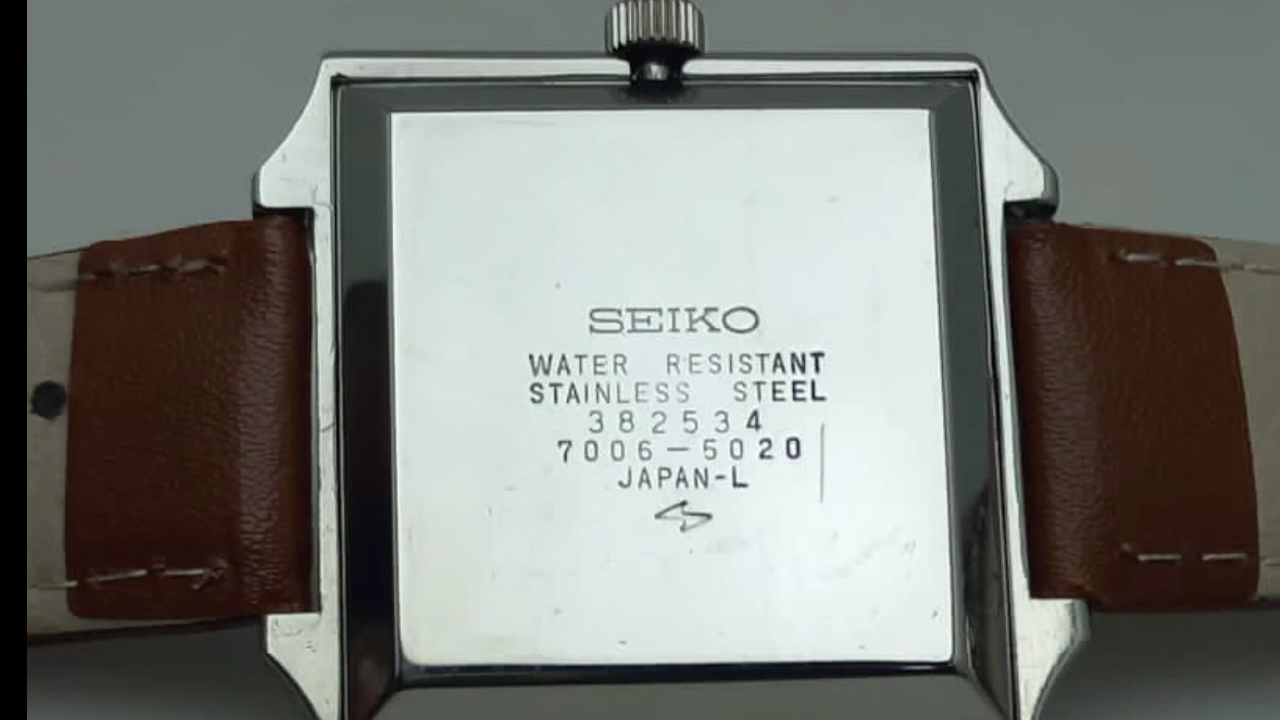 SEIKO
WATER RESISTANT
STAINLESS STEEL
382534
7006-5020
JAPAN-L